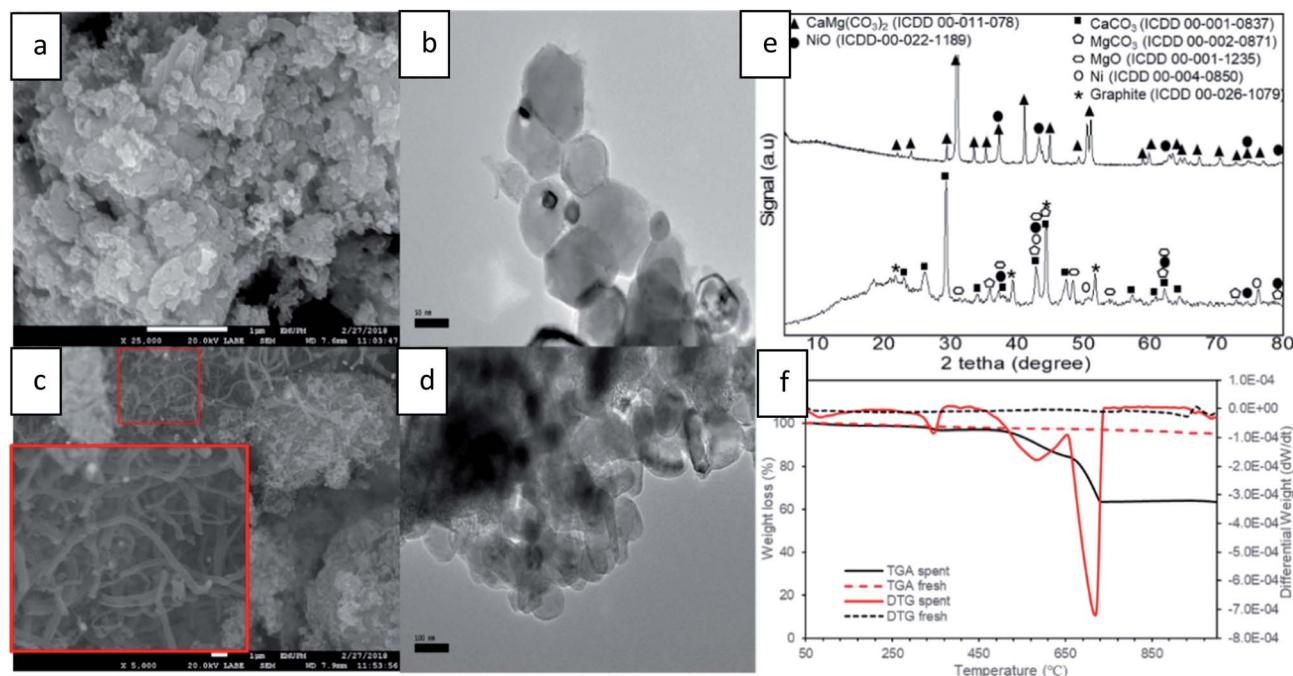 a
X 25,000 20.0kV LABE SEM WD 7.6mm 11:03:47
1μm EMUPM 2/27/2018
b
50 nm
c
X 5,000 20.0kV LABE SEM WD 7.9mm 11:53:56
1μm EMUPM 2/27/2018
d
100 nm
e
CaMg(CO₃)₂ (ICDD 00-011-078)
NiO (ICDD-00-022-1189)
CaCO₃ (ICDD 00-001-0837)
MgCO₃ (ICDD 00-002-0871)
MgO (ICDD 00-001-1235)
Ni (ICDD 00-004-0850)
Graphite (ICDD 00-026-1079)
Signal (a.u)
10 20 30 40 50 60 70 80
2 tetha (degree)
f
Weight loss (%)
120
100
80
60
40
20
0
TGA spent
TGA fresh
DTG spent
DTG fresh
50 250 450 650 850
Temperature (°C)
1.0E-04
0.0E+00
-1.0E-04
-2.0E-04
-3.0E-04
-4.0E-04
-5.0E-04
-6.0E-04
-7.0E-04
-8.0E-04
Differential Weight (dW/dt)